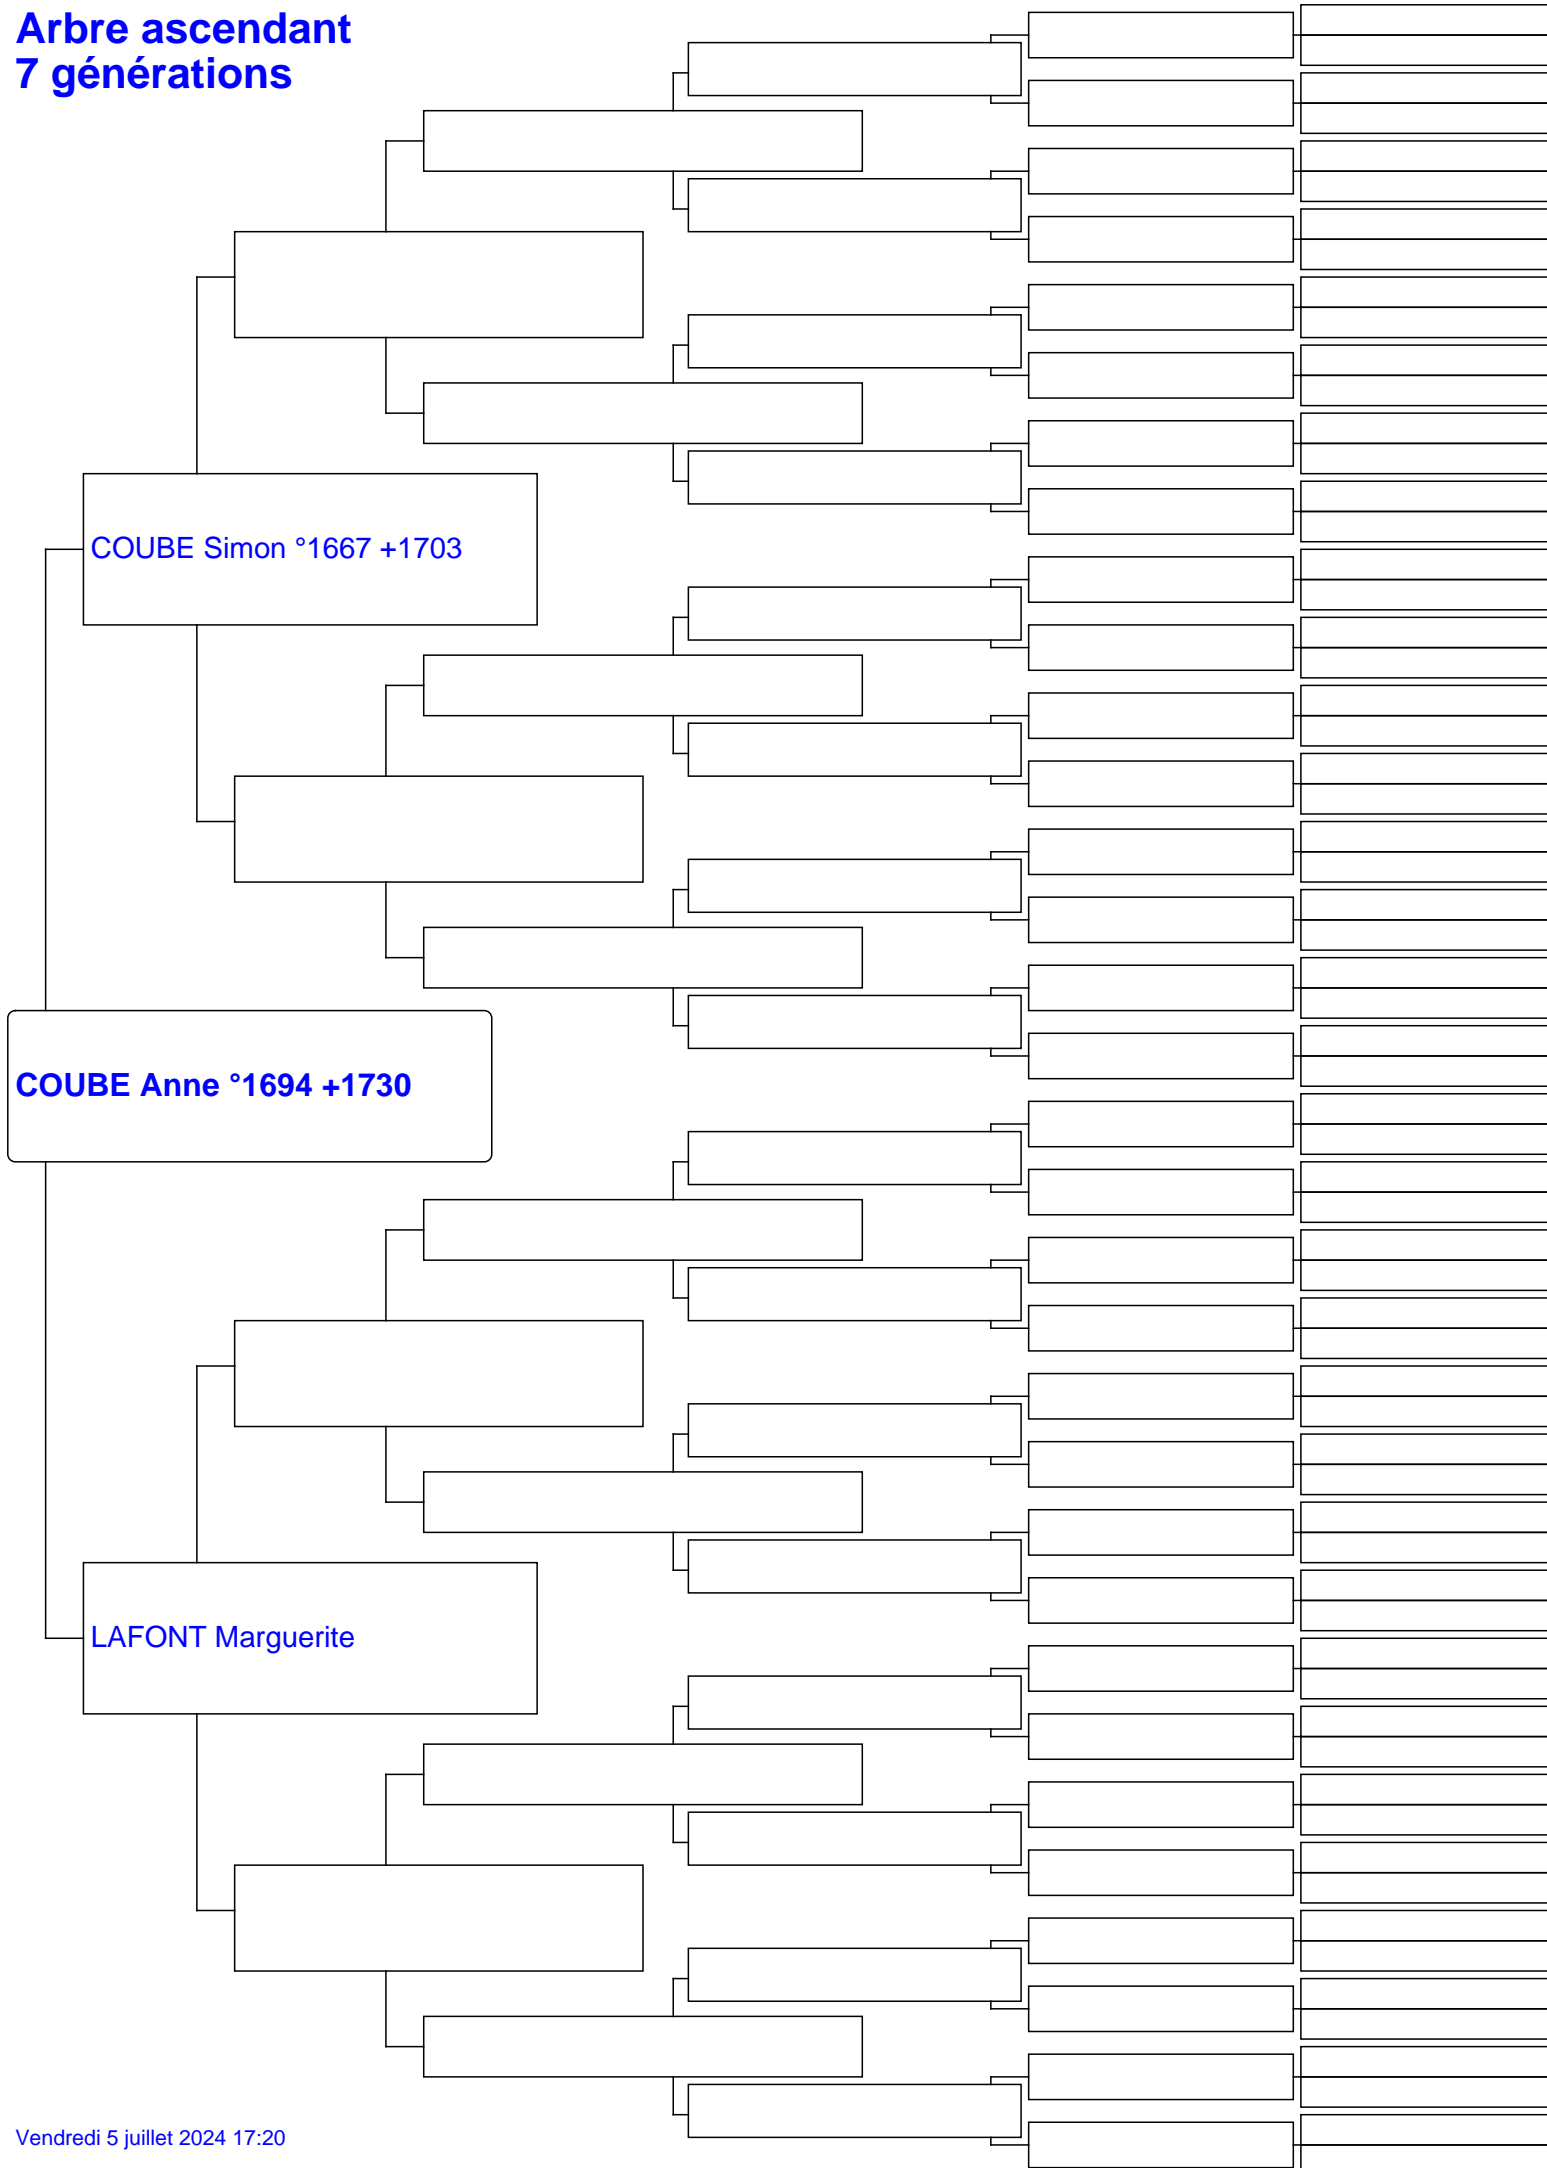 Arbre ascendant
7 générations
COUBE Simon °1667 +1703
COUBE Anne °1694 +1730
LAFONT Marguerite
Vendredi 5 juillet 2024 17:20